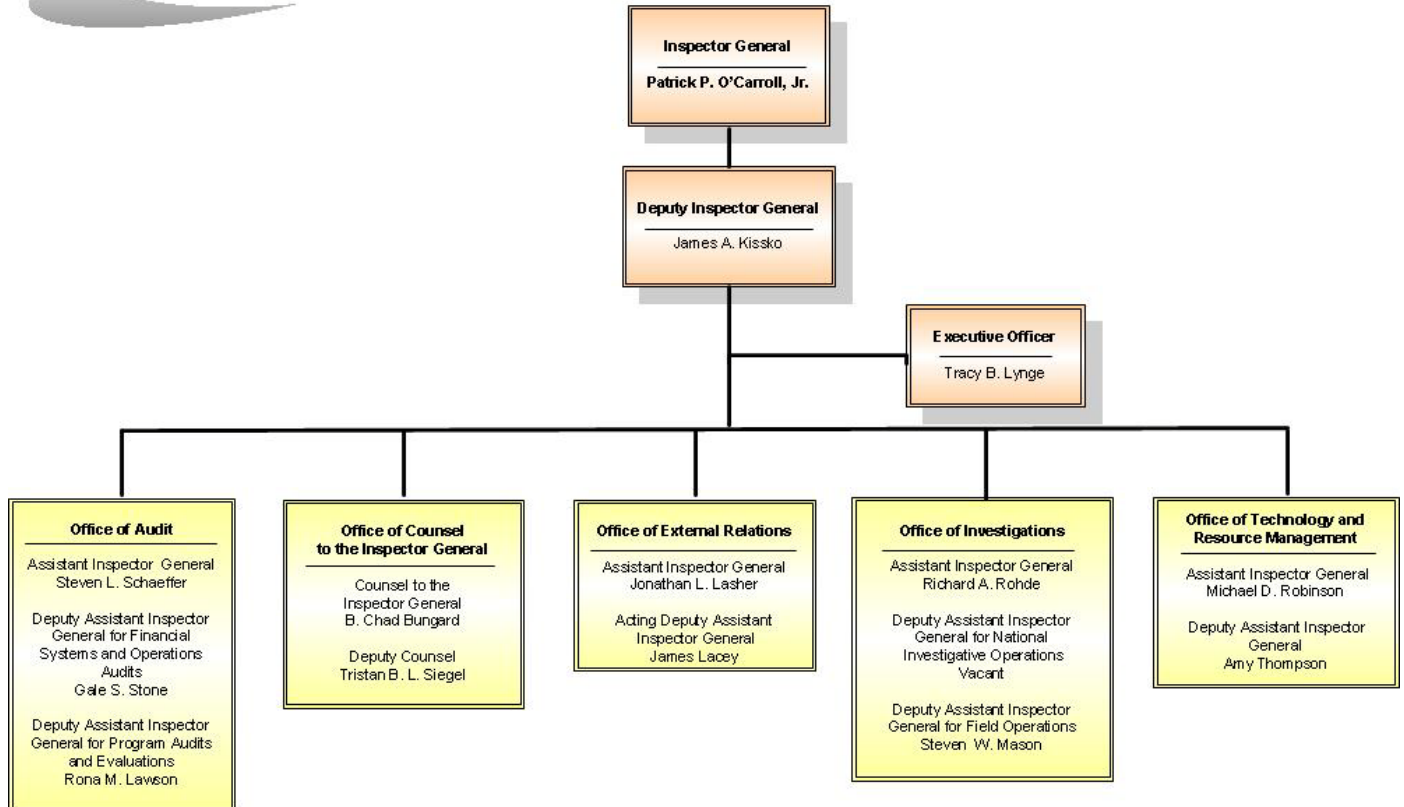 Inspector General
Patrick P. O'Carroll, Jr.
Deputy Inspector General
James A. Kissko
Executive Officer
Tracy B. Lynge
Office of Audit
Assistant Inspector General
Steven L. Schaeffer
Deputy Assistant Inspector
General for Financial
Systems and Operations
Audits
Gale S. Stone
Deputy Assistant Inspector
General for Program Audits
and Evaluations
Rona M. Lawson
Office of Counsel
to the Inspector General
Counsel to the
Inspector General
B. Chad Bungard
Deputy Counsel
Tristan B. L. Siegel
Office of External Relations
Assistant Inspector General
Jonathan L. Lasher
Acting Deputy Assistant
Inspector General
James Lacey
Office of Investigations
Assistant Inspector General
Richard A. Rohde
Deputy Assistant Inspector
General for National
Investigative Operations
Vacant
Deputy Assistant Inspector
General for Field Operations
Steven W. Mason
Office of Technology and
Resource Management
Assistant Inspector General
Michael D. Robinson
Deputy Assistant Inspector
General
Amy Thompson